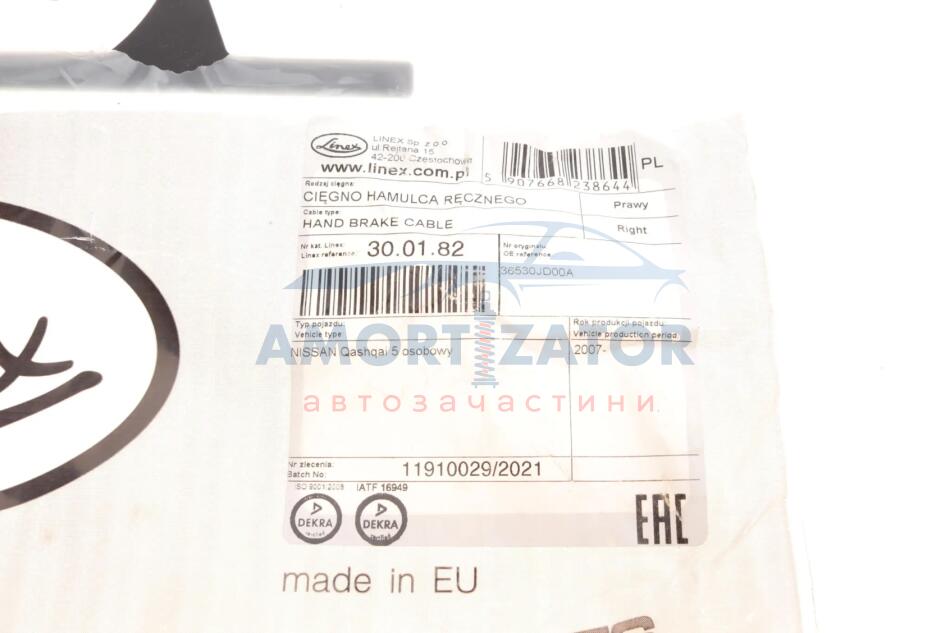 Linex
LINEX Sp. z o.o
ul.Rejtana 15
42-200 Częstochowa
www.linex.com.pl
5 907668 238644
PL
Rodzaj cięgna:
CIĘGNO HAMULCA RĘCZNEGO
Prawy
Cable type:
HAND BRAKE CABLE
Right
Nr kat. Linex:
Linex reference:
30.01.82
Nr oryginału:
OE reference
36530JD00A
Typ pojazdu:
Vehicle type:
Rok produkcji pojazdu:
Vehicle production period:
NISSAN Qashqai 5 osobowy
2007-
AMORTIZATOR
автозачастини
Nr zlecenia:
Batch No:
11910029/2021
ISO 9001:2008
IATF 16949
DEKRA
DEKRA
EAC
made in EU